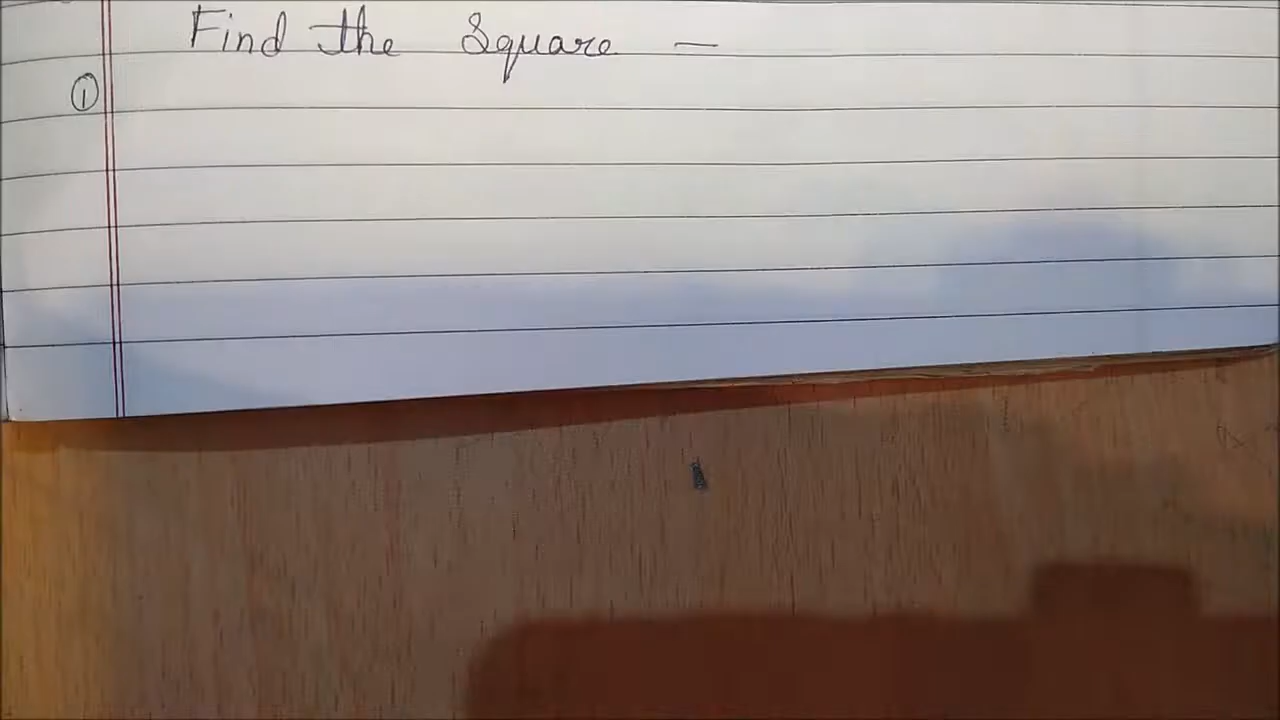 Find the Square —
①